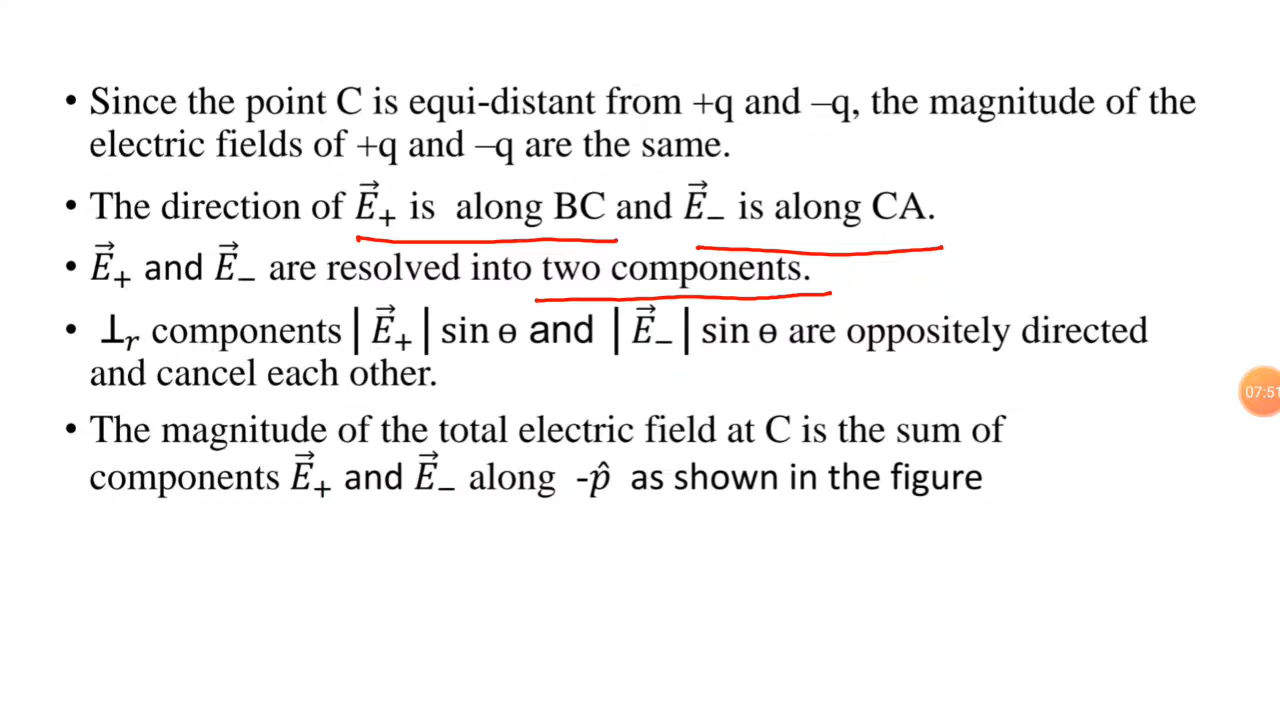 • Since the point C is equi-distant from +q and –q, the magnitude of the
electric fields of +q and –q are the same.
• The direction of E⃗₊ is along BC and E⃗₋ is along CA.
• E⃗₊ and E⃗₋ are resolved into two components.
• ⊥ᵣ components |E⃗₊| sin ɵ and |E⃗₋| sin ɵ are oppositely directed
and cancel each other.
07:51
• The magnitude of the total electric field at C is the sum of
components E⃗₊ and E⃗₋ along -p̂ as shown in the figure